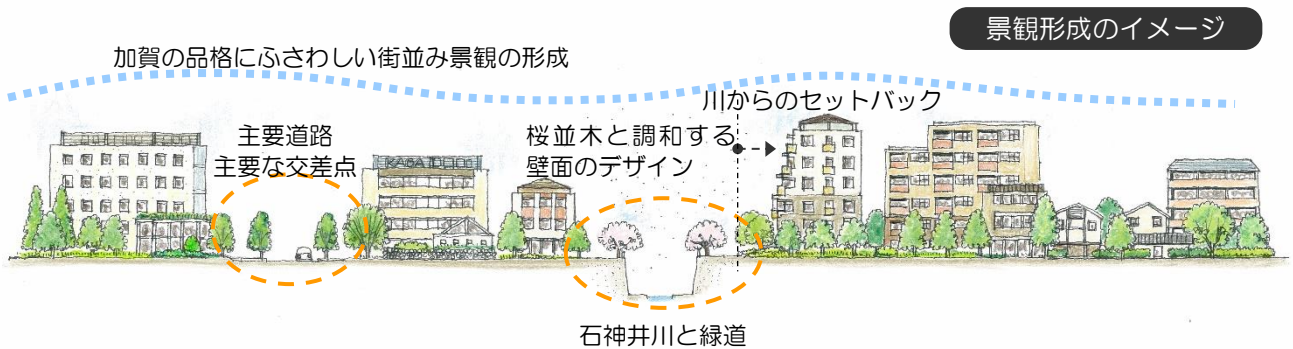 景観形成のイメージ
加賀の品格にふさわしい街並み景観の形成
川からのセットバック
主要道路
主要な交差点
桜並木と調和する
壁面のデザイン
石神井川と緑道